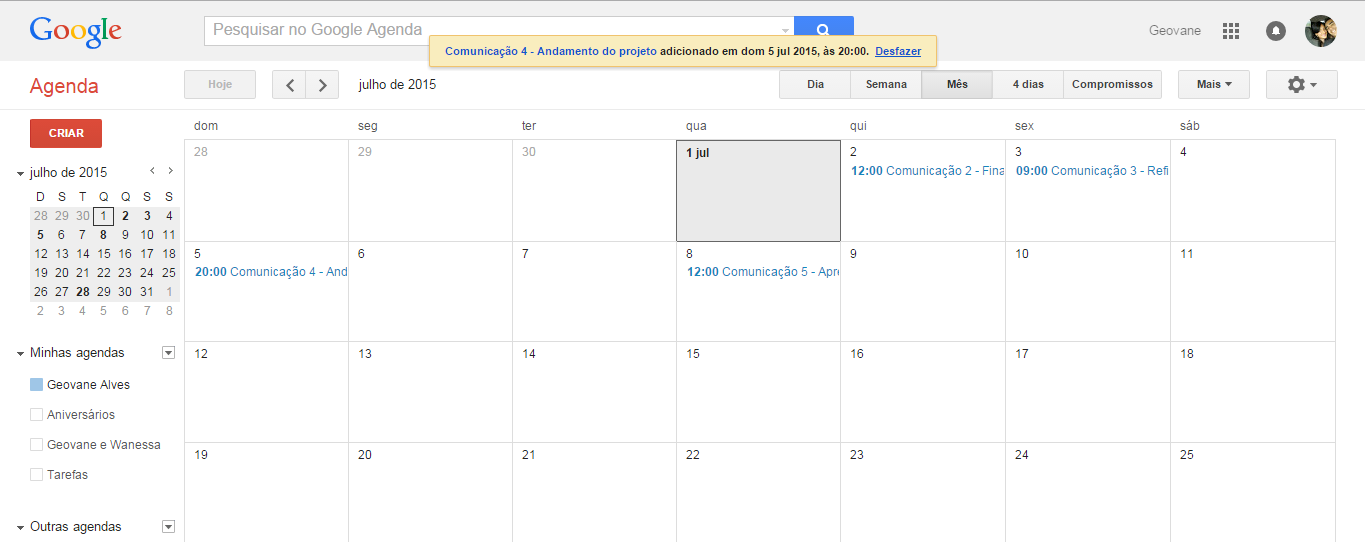 Google
Pesquisar no Google Agenda
Geovane
Comunicação 4 - Andamento do projeto adicionado em dom 5 jul 2015, às 20:00. Desfazer
Agenda
Hoje
julho de 2015
Dia
Semana
Mês
4 dias
Compromissos
Mais
CRIAR
julho de 2015
D S T Q Q S S
28 29 30 1 2 3 4
5 6 7 8 9 10 11
12 13 14 15 16 17 18
19 20 21 22 23 24 25
26 27 28 29 30 31 1
2 3 4 5 6 7 8
Minhas agendas
Geovane Alves
Aniversários
Geovane e Wanessa
Tarefas
Outras agendas
dom seg ter qua qui sex sáb
28 29 30 1 jul 2 3 4
12:00 Comunicação 2 - Fina
09:00 Comunicação 3 - Refi
5 6 7 8 9 10 11
20:00 Comunicação 4 - And
12:00 Comunicação 5 - Apre
12 13 14 15 16 17 18
19 20 21 22 23 24 25